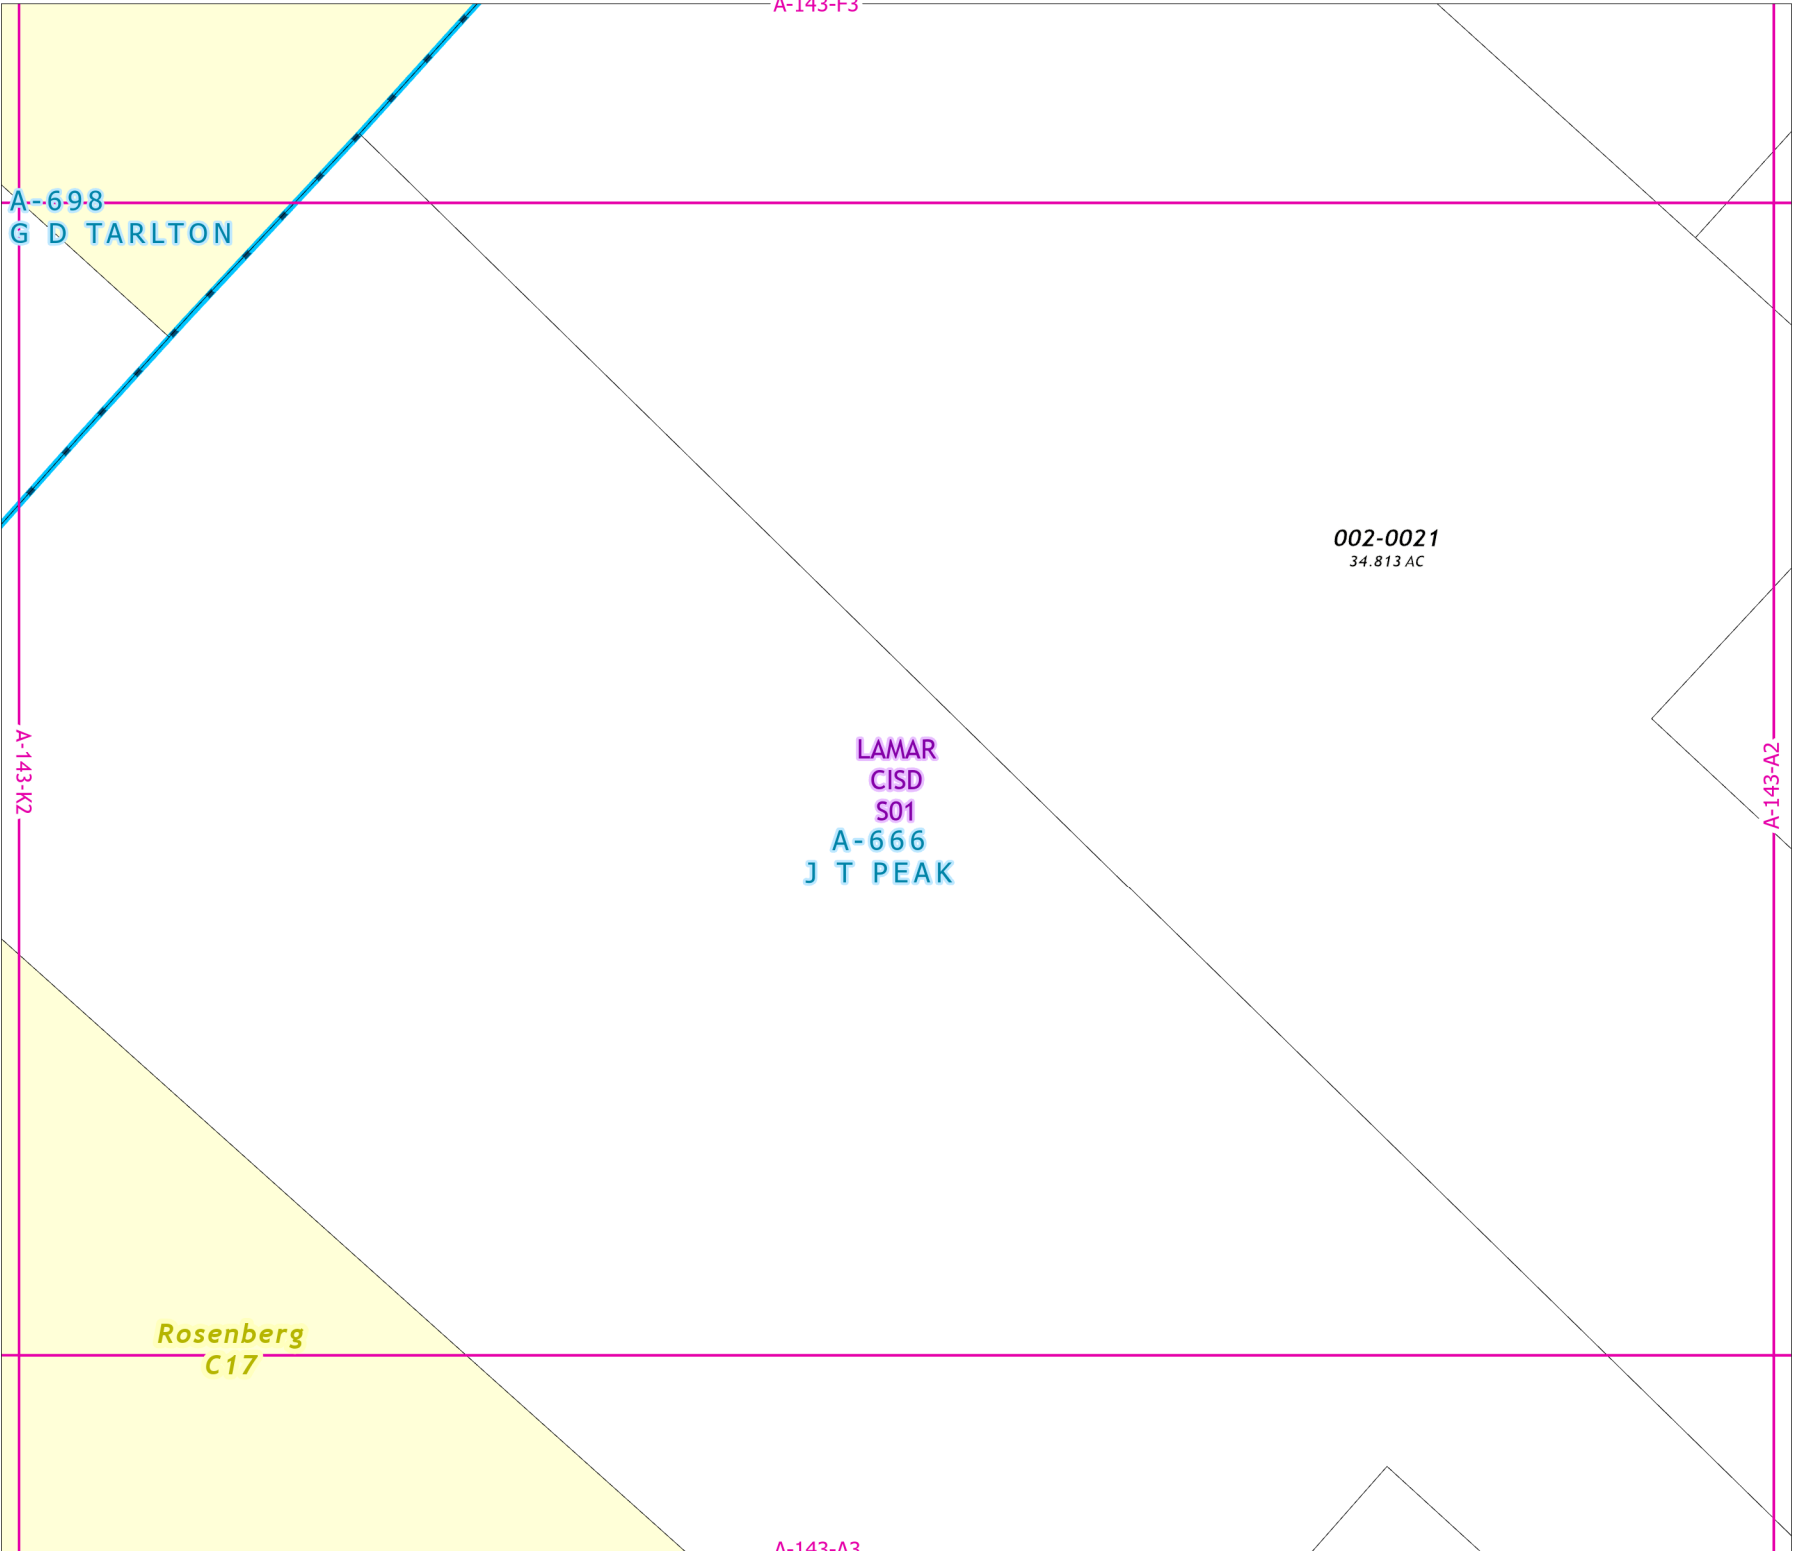 A-143-F3
A-698
G D TARLTON
002-0021
34.813 AC
A-143-K2
LAMAR
CISD
S01
A-143-A2
A-666
J T PEAK
Rosenberg
C17
A-143-A3